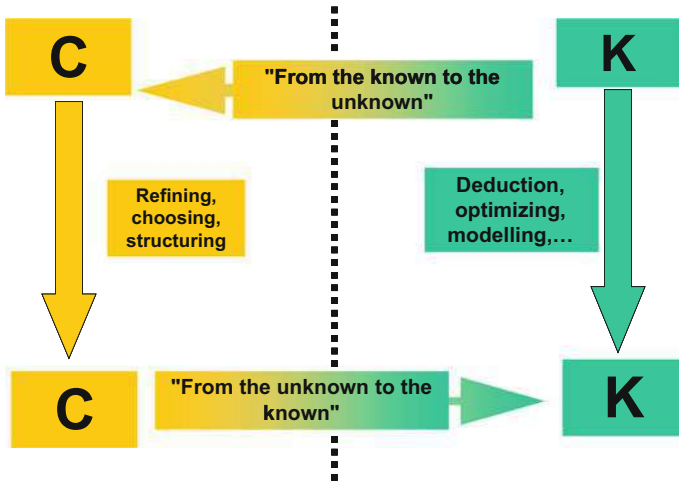 C
K
"From the known to the
unknown"
Refining,
choosing,
structuring
Deduction,
optimizing,
modelling,...
C
"From the unknown to the
known"
K